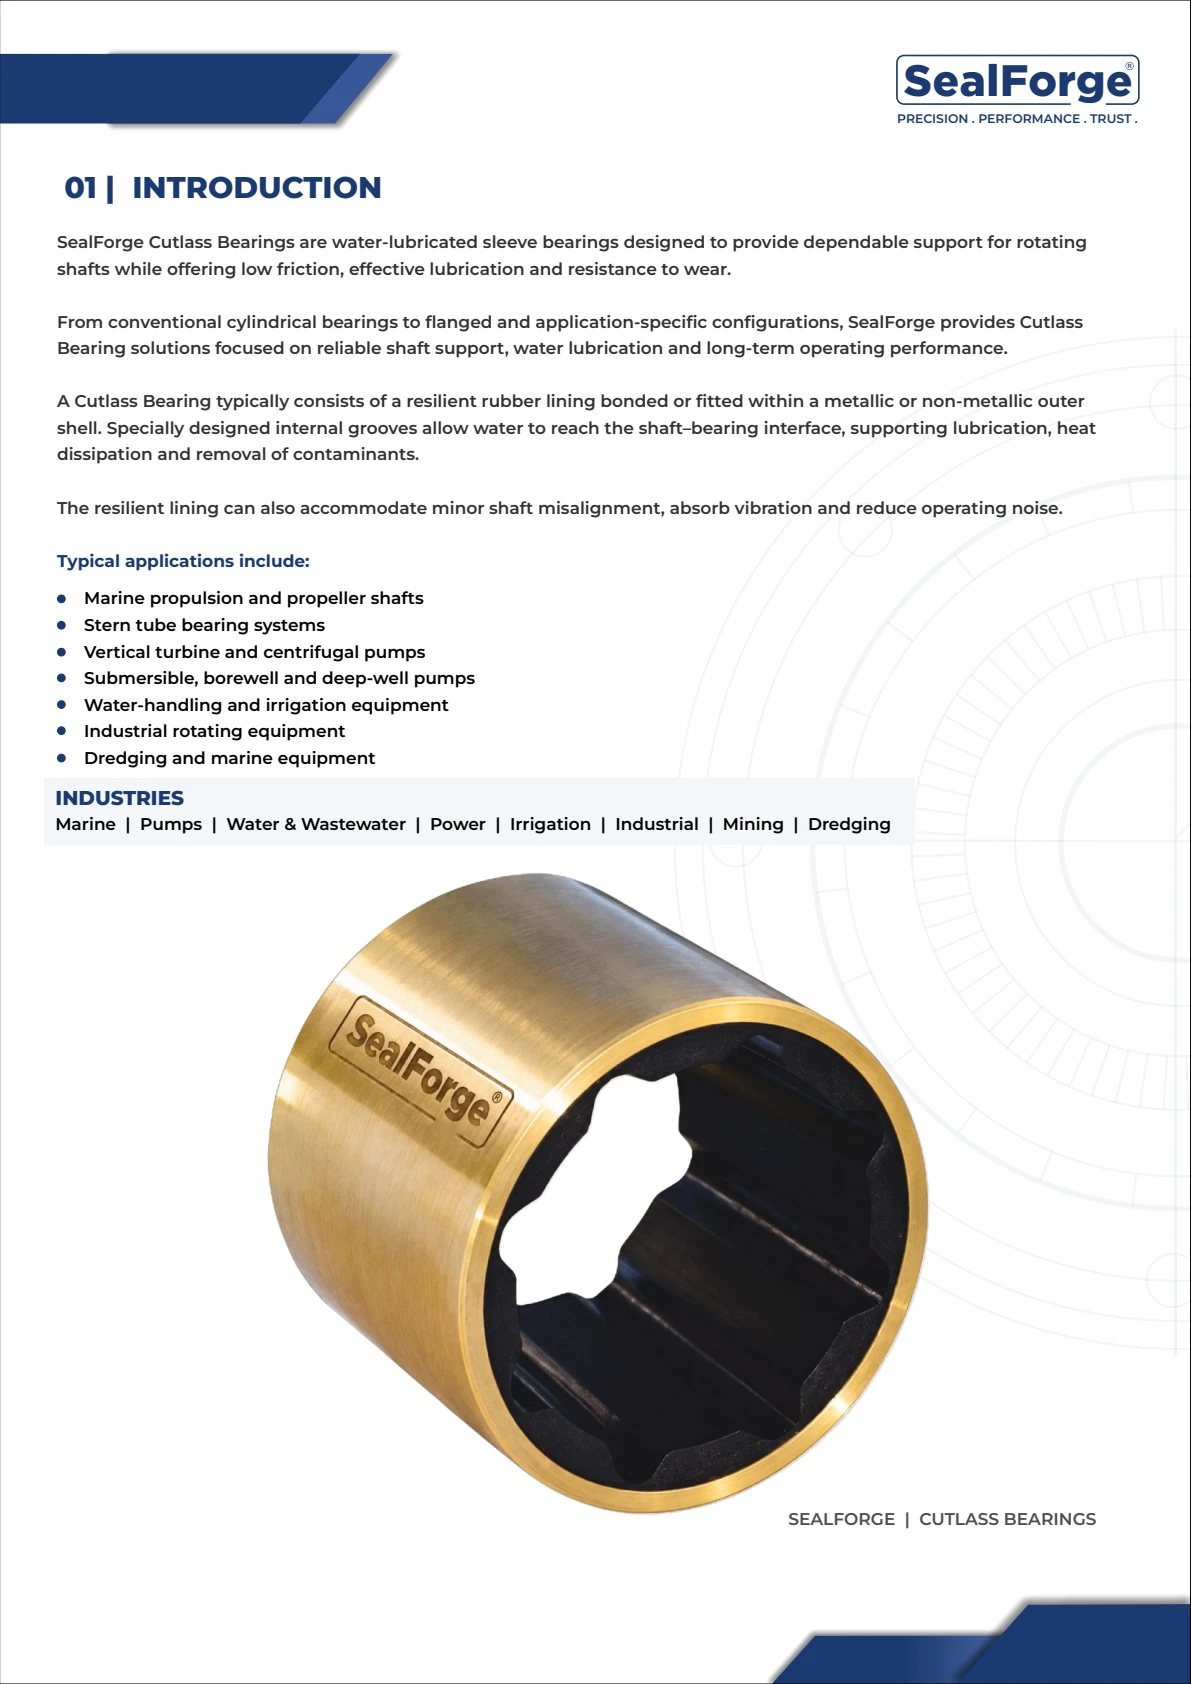 SealForge®
PRECISION . PERFORMANCE . TRUST .
01 | INTRODUCTION
SealForge Cutlass Bearings are water-lubricated sleeve bearings designed to provide dependable support for rotating
shafts while offering low friction, effective lubrication and resistance to wear.
From conventional cylindrical bearings to flanged and application-specific configurations, SealForge provides Cutlass
Bearing solutions focused on reliable shaft support, water lubrication and long-term operating performance.
A Cutlass Bearing typically consists of a resilient rubber lining bonded or fitted within a metallic or non-metallic outer
shell. Specially designed internal grooves allow water to reach the shaft–bearing interface, supporting lubrication, heat
dissipation and removal of contaminants.
The resilient lining can also accommodate minor shaft misalignment, absorb vibration and reduce operating noise.
Typical applications include:
● Marine propulsion and propeller shafts
● Stern tube bearing systems
● Vertical turbine and centrifugal pumps
● Submersible, borewell and deep-well pumps
● Water-handling and irrigation equipment
● Industrial rotating equipment
● Dredging and marine equipment
INDUSTRIES
Marine | Pumps | Water & Wastewater | Power | Irrigation | Industrial | Mining | Dredging
SealForge®
SEALFORGE | CUTLASS BEARINGS